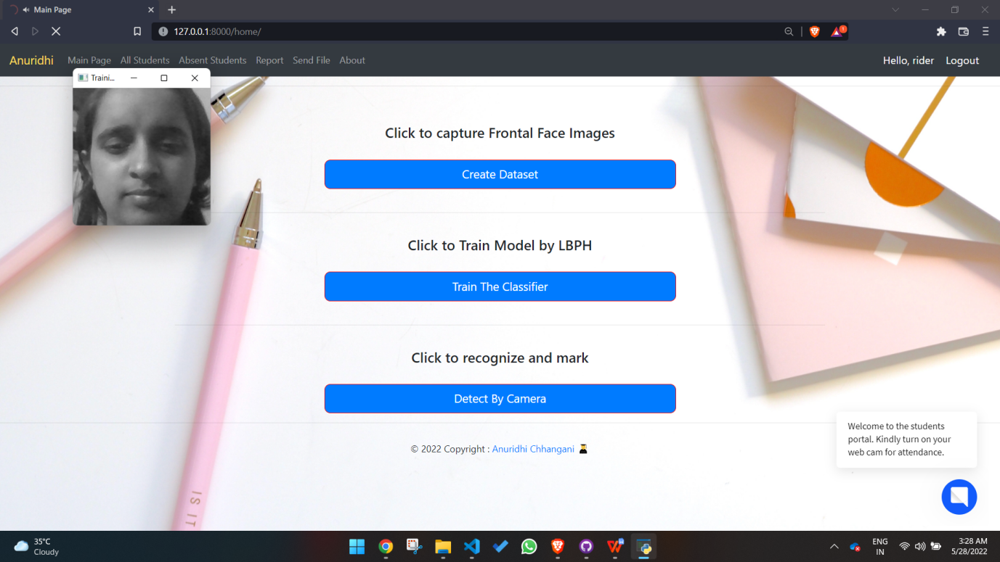 Main Page
127.0.0.1:8000/home/
1
Anuridhi Main Page All Students Absent Students Report Send File About Hello, rider Logout
Traini...
Click to capture Frontal Face Images
Create Dataset
Click to Train Model by LBPH
Train The Classifier
Click to recognize and mark
Detect By Camera
© 2022 Copyright : Anuridhi Chhangani
Welcome to the students
portal. Kindly turn on your
web cam for attendance.
IS IT
35°C
Cloudy
ENG
IN
3:28 AM
5/28/2022